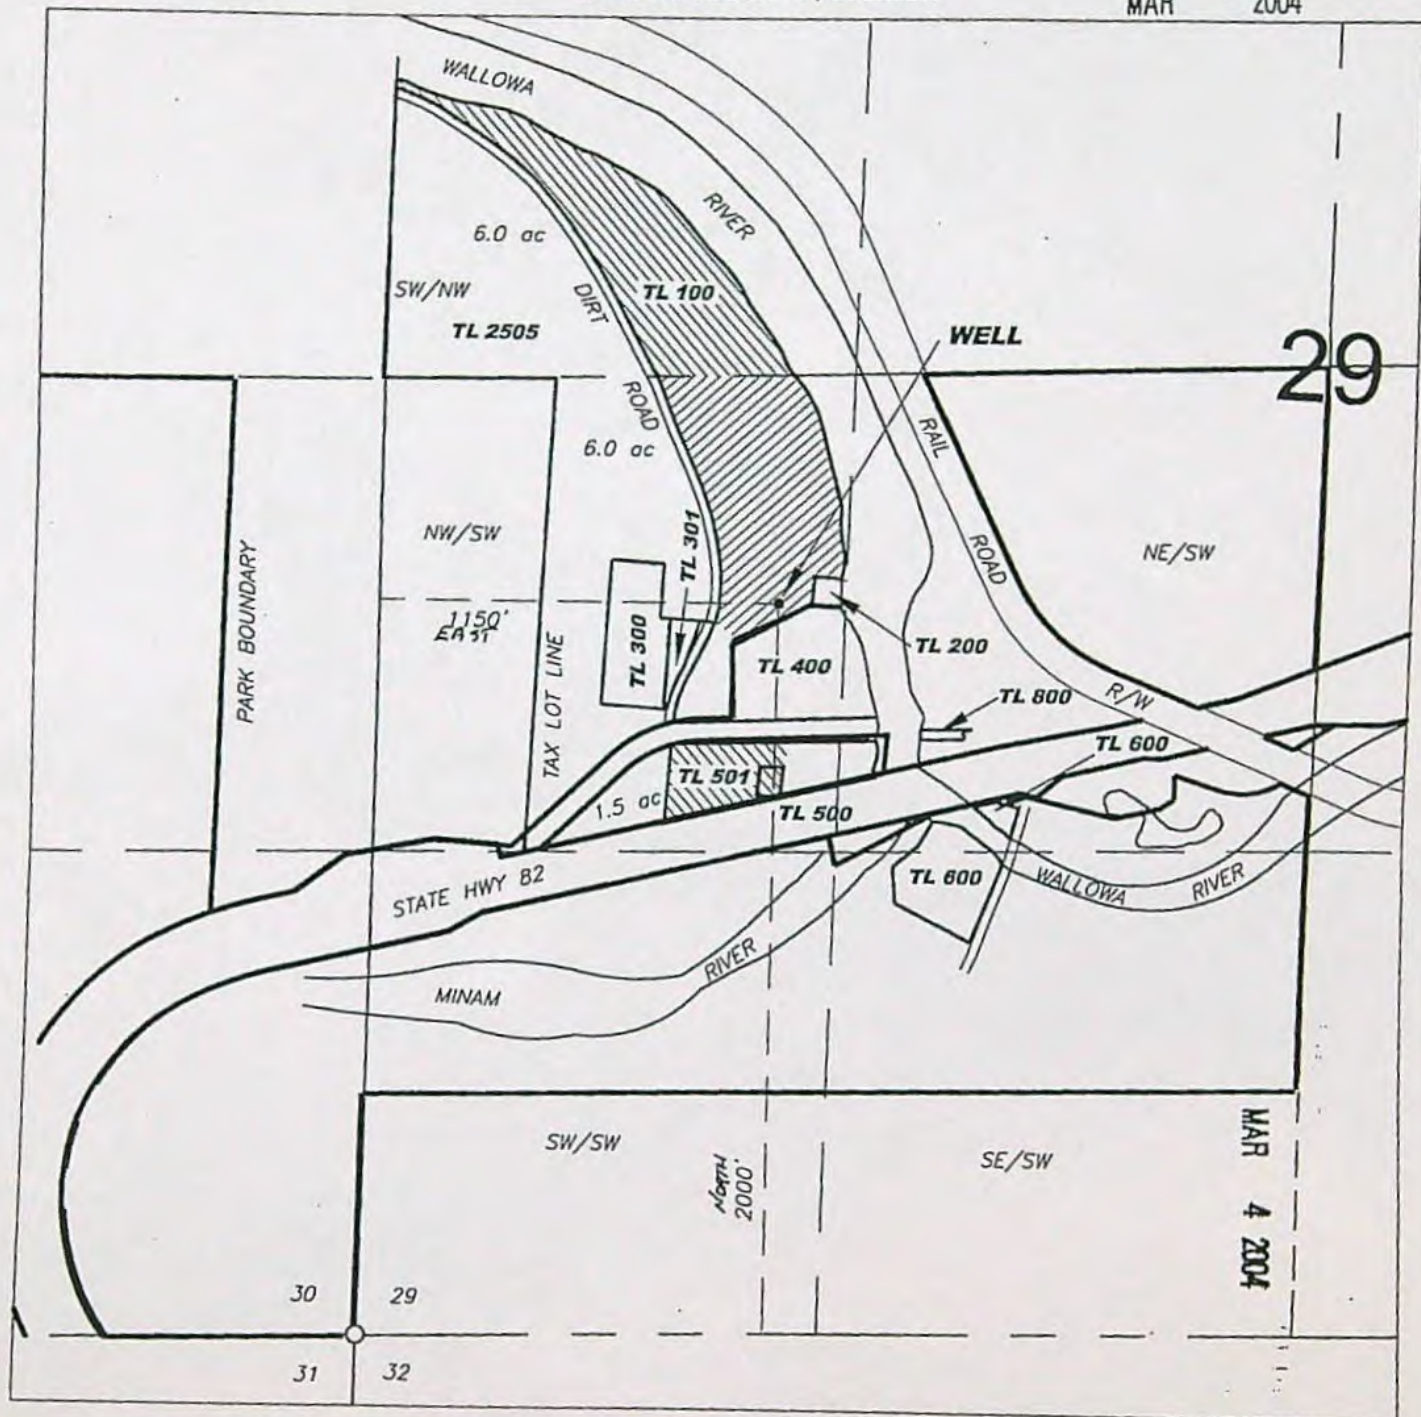 MAR 2004
WALLOWA
RIVER
6.0 ac
SW/NW
TL 100
DIRT
TL 2505
WELL
29
ROAD
RAIL
6.0 ac
NW/SW
TL 301
ROAD
NE/SW
PARK BOUNDARY
1150'
EAST
TL 300
TAX LOT LINE
TL 200
TL 400
TL 800
R/W
TL 600
TL 501
1.5 ac
TL 500
STATE HWY 82
TL 600
WALLOWA
RIVER
RIVER
MINAM
SW/SW
NORTH
2000'
SE/SW
MAR 4 2004
30
29
31
32